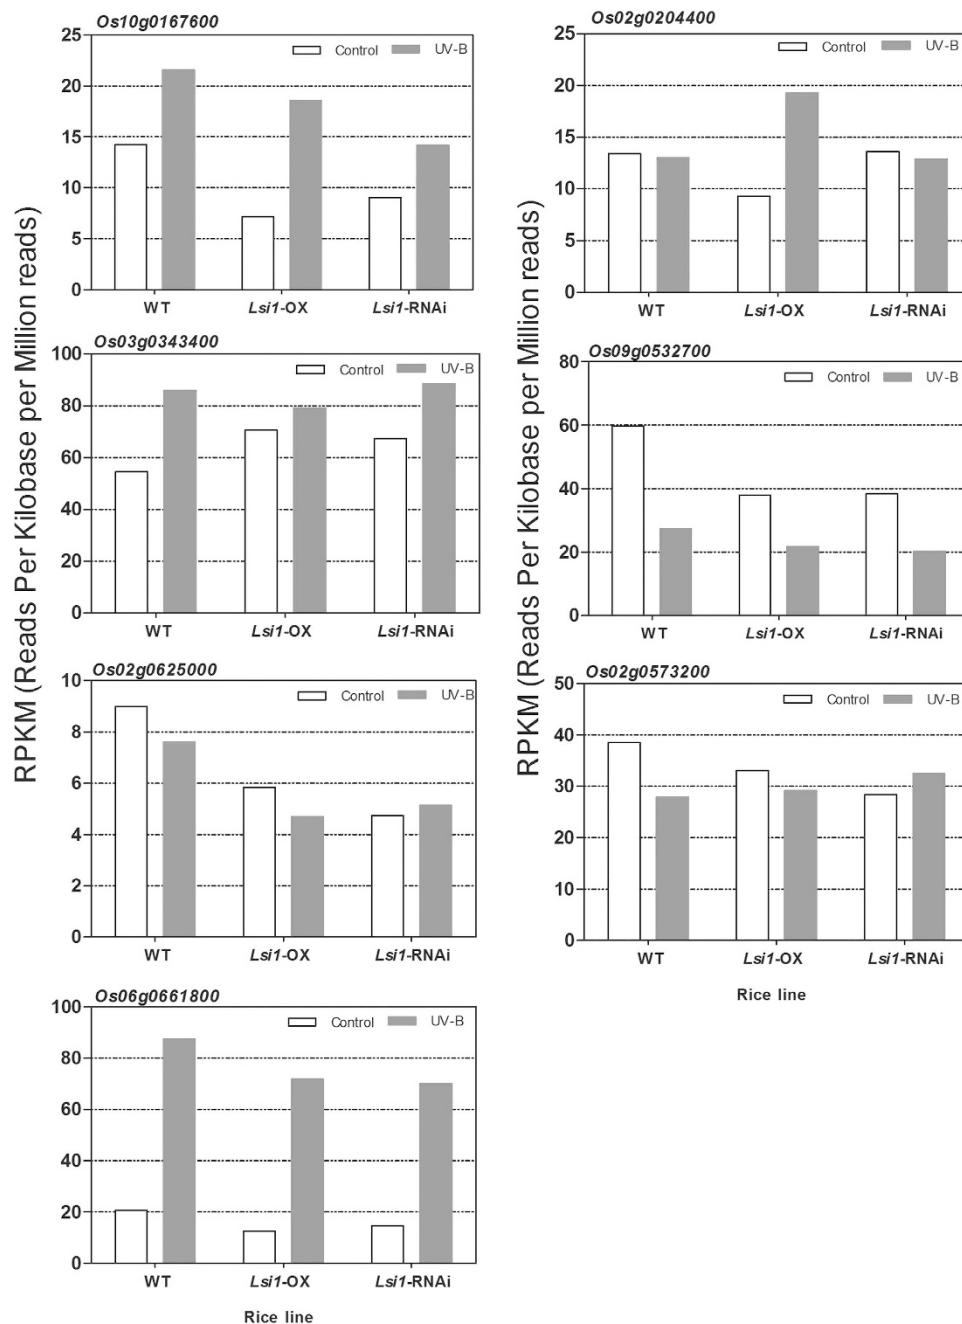 Os10g0167600
Control UV-B
25
20
15
10
5
0
WT Lsi1-OX Lsi1-RNAi
Os03g0343400
Control UV-B
100
80
60
40
20
0
WT Lsi1-OX Lsi1-RNAi
Os02g0625000
Control UV-B
10
8
6
4
2
0
WT Lsi1-OX Lsi1-RNAi
Os06g0661800
Control UV-B
100
80
60
40
20
0
WT Lsi1-OX Lsi1-RNAi
Rice line
RPKM (Reads Per Kilobase per Million reads)
Os02g0204400
Control UV-B
25
20
15
10
5
0
WT Lsi1-OX Lsi1-RNAi
Os09g0532700
Control UV-B
80
60
40
20
0
WT Lsi1-OX Lsi1-RNAi
Os02g0573200
Control UV-B
50
40
30
20
10
0
WT Lsi1-OX Lsi1-RNAi
Rice line
RPKM (Reads Per Kilobase per Million reads)